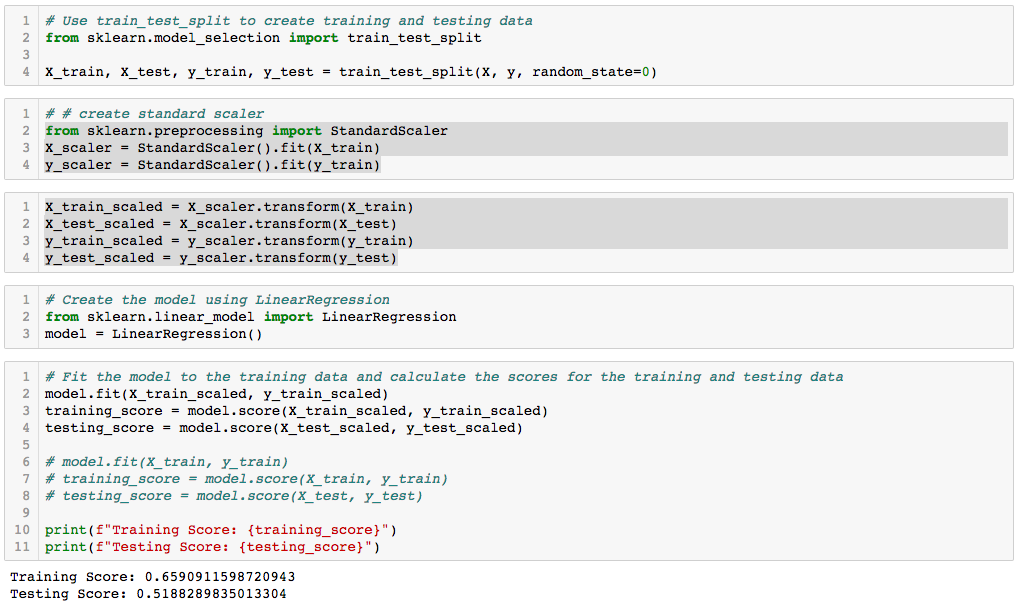 1 # Use train_test_split to create training and testing data
2 from sklearn.model_selection import train_test_split
3
4 X_train, X_test, y_train, y_test = train_test_split(X, y, random_state=0)
1 # # create standard scaler
2 from sklearn.preprocessing import StandardScaler
3 X_scaler = StandardScaler().fit(X_train)
4 y_scaler = StandardScaler().fit(y_train)
1 X_train_scaled = X_scaler.transform(X_train)
2 X_test_scaled = X_scaler.transform(X_test)
3 y_train_scaled = y_scaler.transform(y_train)
4 y_test_scaled = y_scaler.transform(y_test)
1 # Create the model using LinearRegression
2 from sklearn.linear_model import LinearRegression
3 model = LinearRegression()
1 # Fit the model to the training data and calculate the scores for the training and testing data
2 model.fit(X_train_scaled, y_train_scaled)
3 training_score = model.score(X_train_scaled, y_train_scaled)
4 testing_score = model.score(X_test_scaled, y_test_scaled)
5
6 # model.fit(X_train, y_train)
7 # training_score = model.score(X_train, y_train)
8 # testing_score = model.score(X_test, y_test)
9
10 print(f"Training Score: {training_score}")
11 print(f"Testing Score: {testing_score}")
Training Score: 0.6590911598720943
Testing Score: 0.5188289835013304